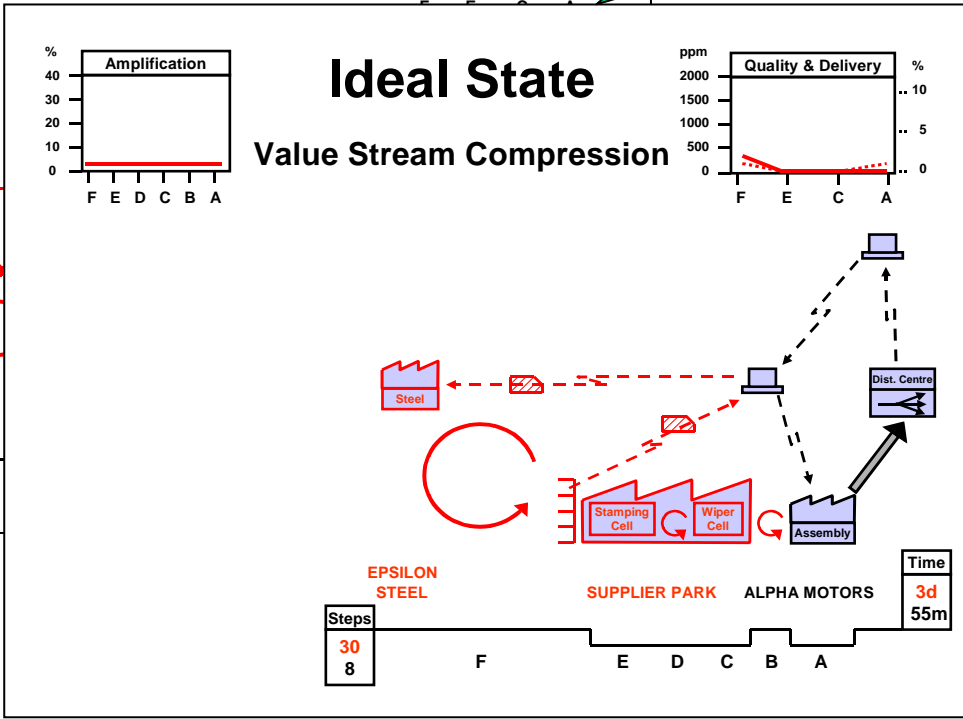 Ideal State
Value Stream Compression
%
Amplification
40
30
20
10
0
F E D C B A
ppm
Quality & Delivery
%
2000
1500
1000
500
0
10
5
0
F E C A
Steel
Dist. Centre
Stamping
Cell
Wiper
Cell
Assembly
EPSILON
STEEL
SUPPLIER PARK
ALPHA MOTORS
Time
3d
55m
Steps
30
8
F E D C B A